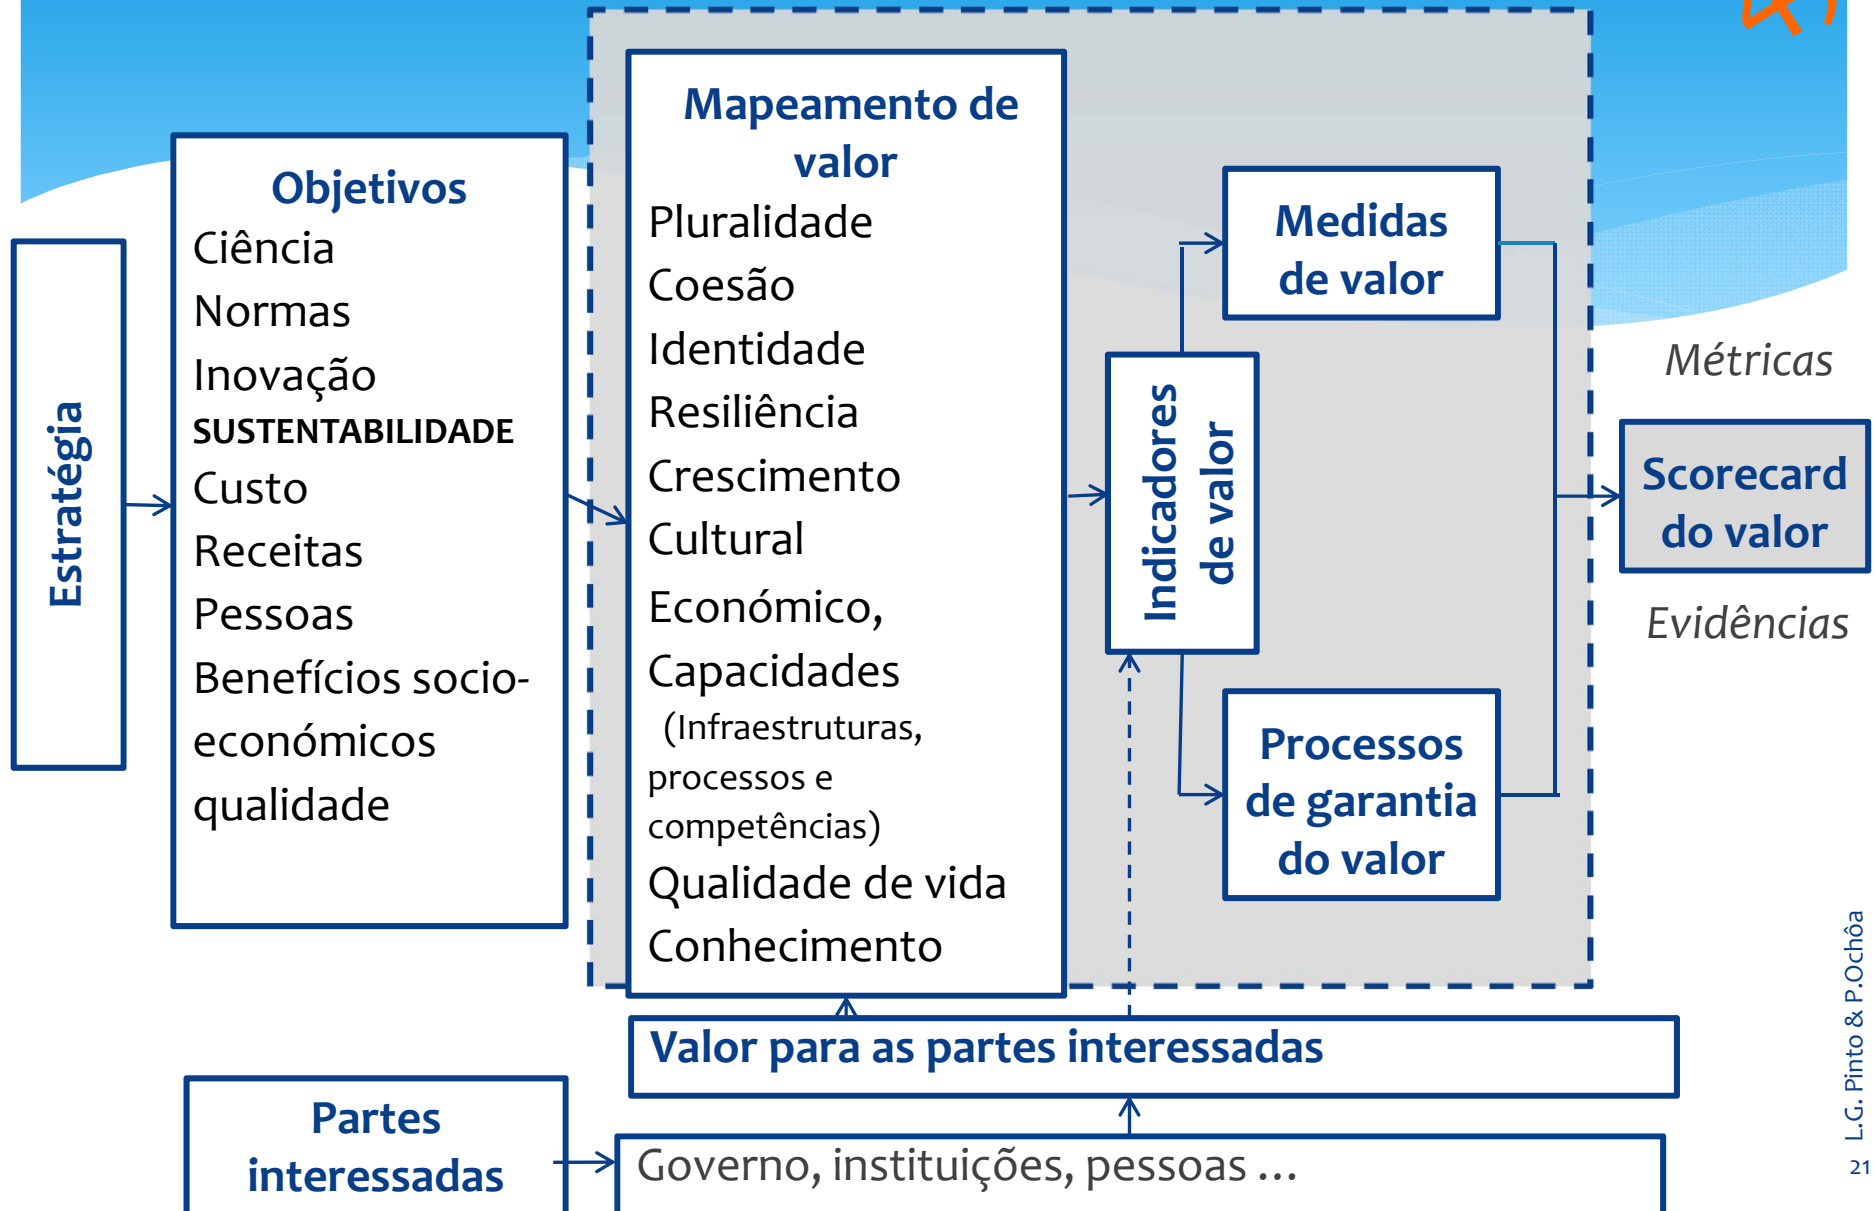 Estratégia
Objetivos
Ciência
Normas
Inovação
SUSTENTABILIDADE
Custo
Receitas
Pessoas
Benefícios socio-
económicos
qualidade
Mapeamento de
valor
Pluralidade
Coesão
Identidade
Resiliência
Crescimento
Cultural
Económico,
Capacidades
(Infraestruturas,
processos e
competências)
Qualidade de vida
Conhecimento
Indicadores
de valor
Medidas
de valor
Processos
de garantia
do valor
Métricas
Scorecard
do valor
Evidências
Valor para as partes interessadas
Partes
interessadas
Governo, instituições, pessoas ...
L.G. Pinto & P.Ochôa
21